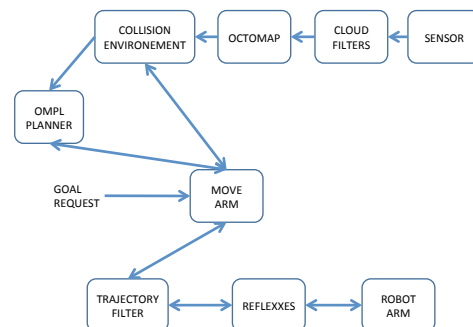 COLLISION
ENVIRONEMENT
OCTOMAP
CLOUD
FILTERS
SENSOR
OMPL
PLANNER
GOAL
REQUEST
MOVE
ARM
TRAJECTORY
FILTER
REFLEXXES
ROBOT
ARM